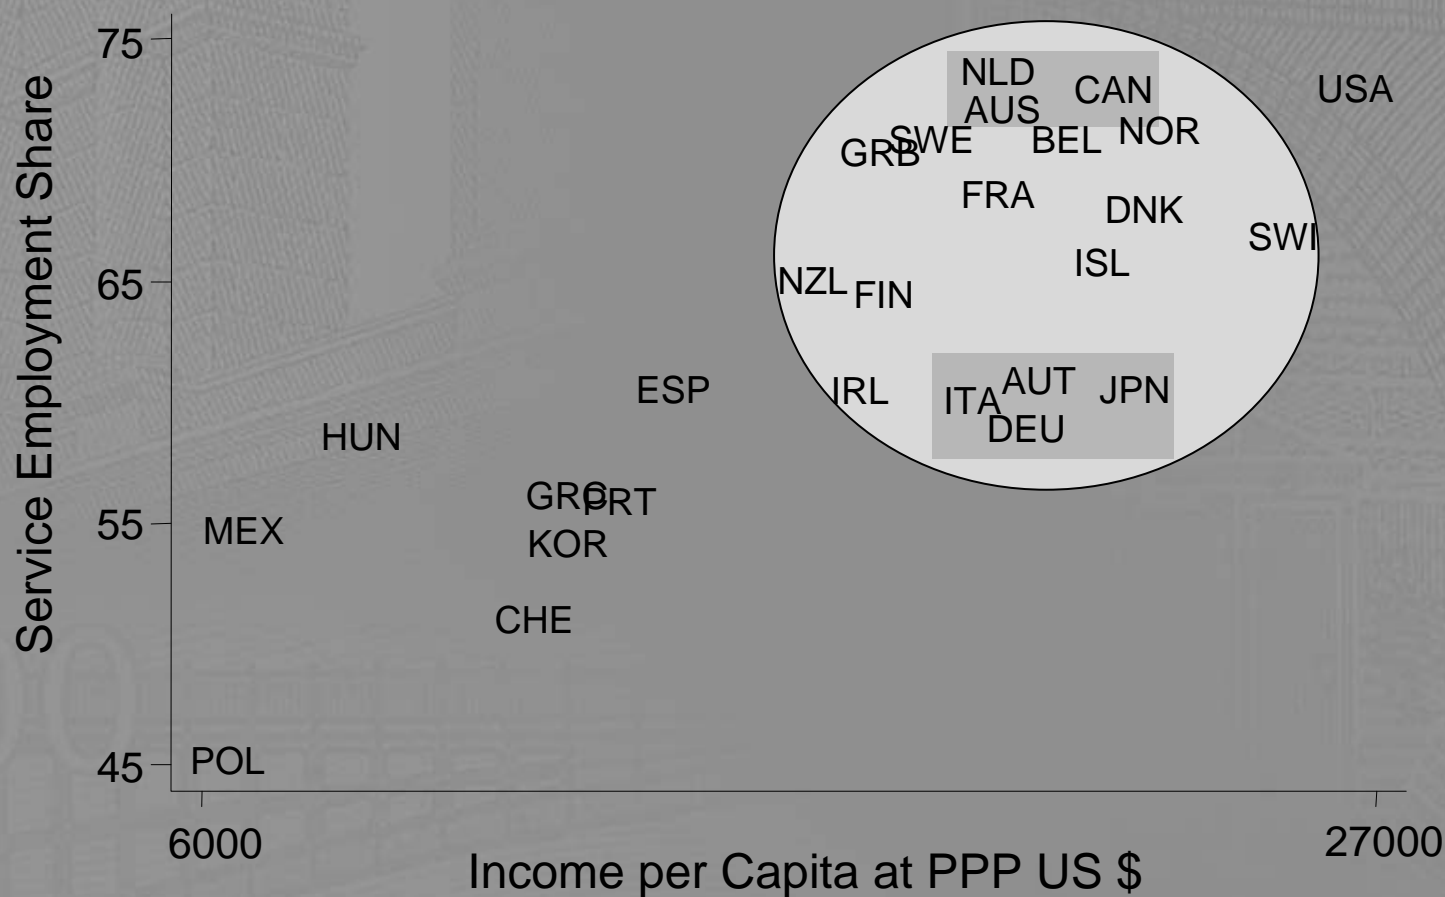 75
NLD
CAN
USA
AUS
NOR
SWE
BEL
GRB
FRA
DNK
SWI
ISL
65
NZL
FIN
AUT
JPN
ESP
IRL
ITA
DEU
HUN
GRC
PRT
55
MEX
KOR
CHE
45
POL
6000
27000
Service Employment Share
Income per Capita at PPP US $